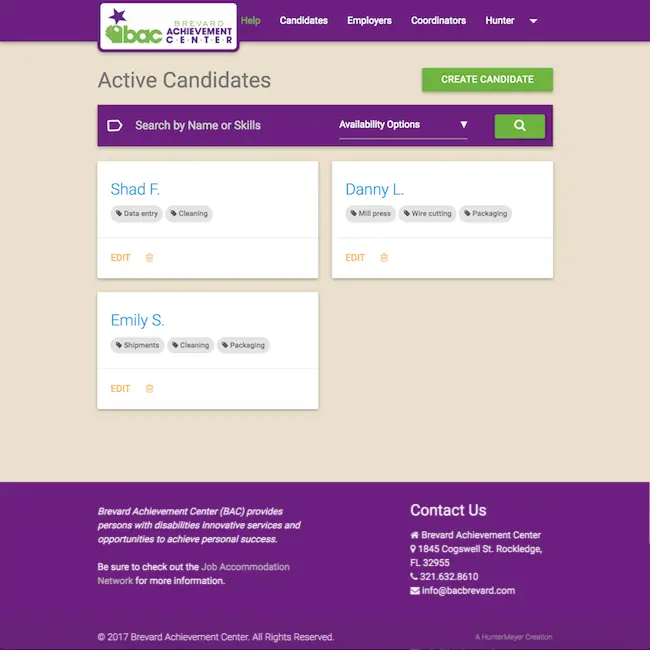 BREVARD
bac ACHIEVEMENT
CENTER
Help Candidates Employers Coordinators Hunter
Active Candidates CREATE CANDIDATE
Search by Name or Skills Availability Options
Shad F. Danny L.
Data entry Cleaning Mill press Wire cutting Packaging
EDIT EDIT
Emily S.
Shipments Cleaning Packaging
EDIT
Brevard Achievement Center (BAC) provides
persons with disabilities innovative services and
opportunities to achieve personal success.
Be sure to check out the Job Accommodation
Network for more information.
Contact Us
Brevard Achievement Center
1845 Cogswell St. Rockledge,
FL 32955
321.632.8610
info@bacbrevard.com
© 2017 Brevard Achievement Center. All Rights Reserved. A HunterMeyer Creation